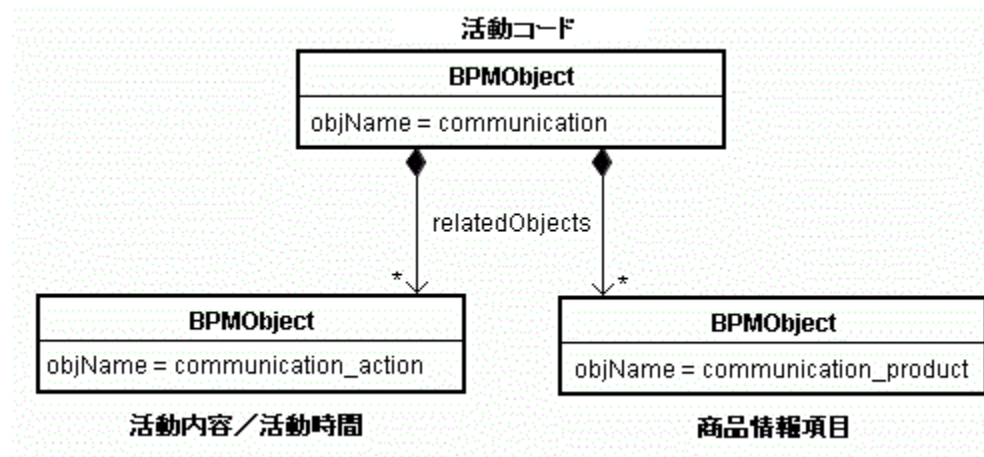 活動コード
BPMObject
objName = communication
relatedObjects
*
*
BPMObject
objName = communication_action
BPMObject
objName = communication_product
活動内容／活動時間
商品情報項目